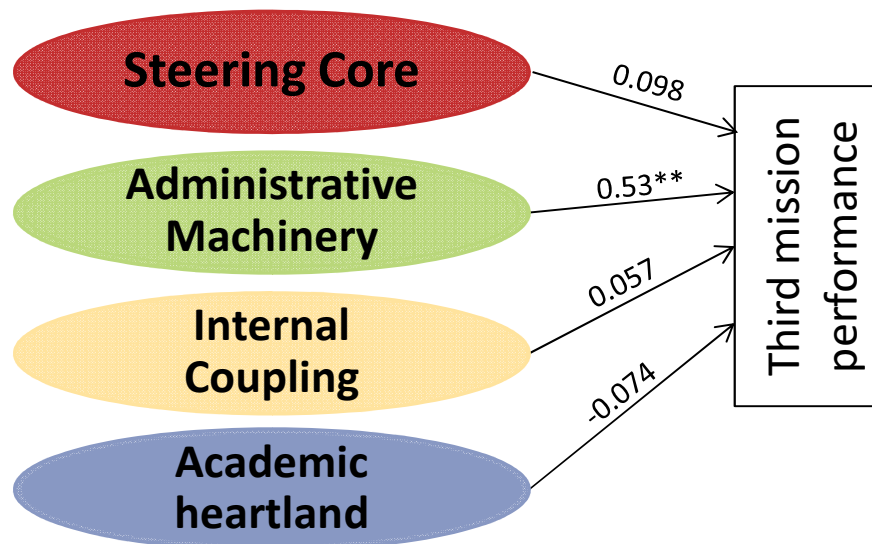 Steering Core
0.098
Administrative
Machinery
0.53**
Internal
Coupling
0.057
Academic
heartland
-0.074
Third mission
performance